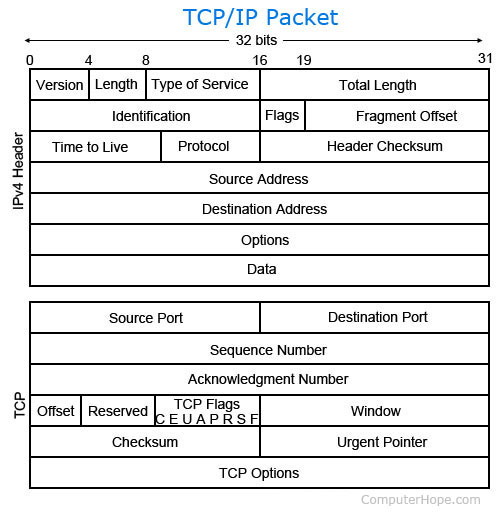 TCP/IP Packet
32 bits
0 4 8 16 19 31
Version Length Type of Service Total Length
Identification Flags Fragment Offset
Time to Live Protocol Header Checksum
Source Address
Destination Address
Options
Data
IPv4 Header
Source Port Destination Port
Sequence Number
Acknowledgment Number
Offset Reserved TCP Flags Window
C E U A P R S F
Checksum Urgent Pointer
TCP Options
TCP
ComputerHope.com